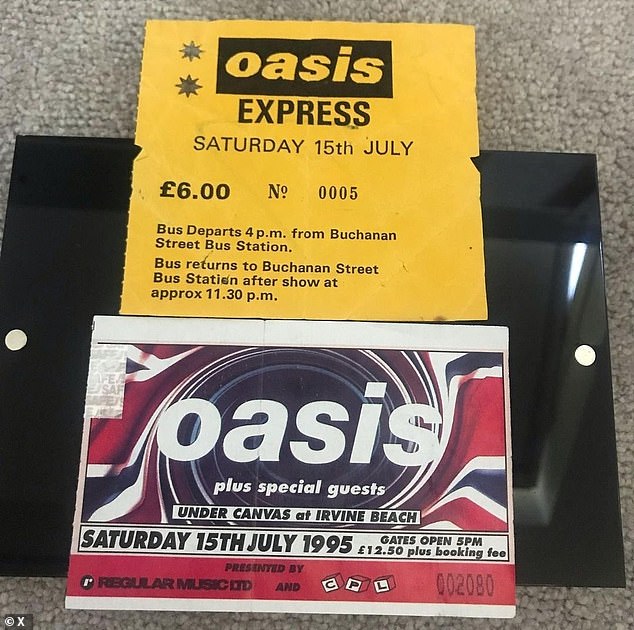 oasis
EXPRESS
SATURDAY 15th JULY
£6.00 Nº 0005
Bus Departs 4 p.m. from Buchanan
Street Bus Station.
Bus returns to Buchanan Street
Bus Station after show at
approx 11.30 p.m.
oasis
plus special guests
UNDER CANVAS at IRVINE BEACH
SATURDAY 15TH JULY 1995
GATES OPEN 5PM
£12.50 plus booking fee
PRESENTED BY
REGULAR MUSIC LTD AND CPL
002080
© X